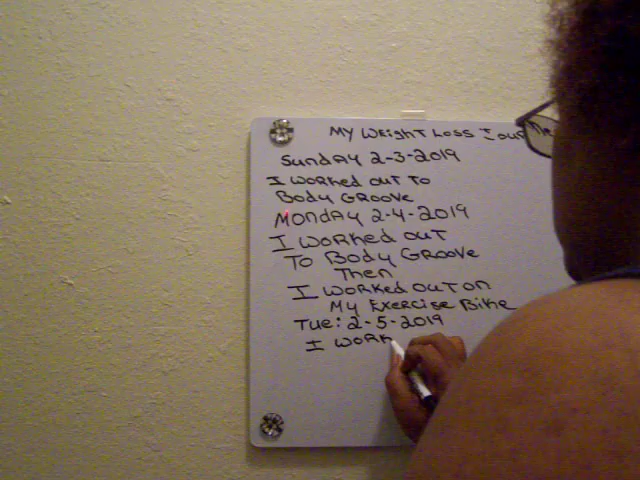 MY WEIGHT LOSS JOURNEY
SUNDAY 2-3-2019
I WORKED OUT TO
BODY GROOVE
MONDAY 2-4-2019
I WORKED OUT
TO BODY GROOVE
THEN
I WORKED OUT ON
MY EXERCISE BIKE
TUE: 2-5-2019
I WORK